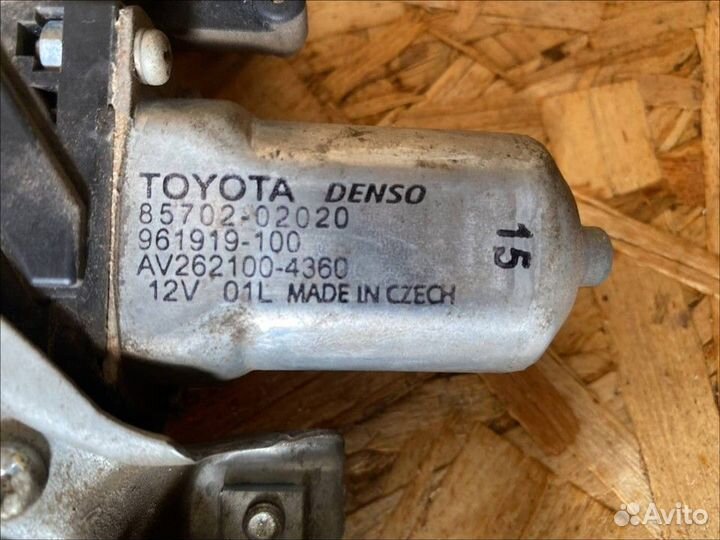 TOYOTA DENSO
85702-02020
961919-100
AV262100-4360
12V 01L MADE IN CZECH
15
Avito